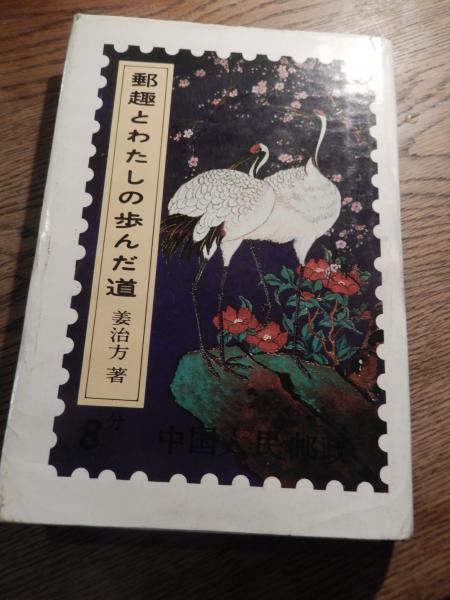 郵趣とわたしの歩んだ道
姜治方 著
8分
中国人民邮政